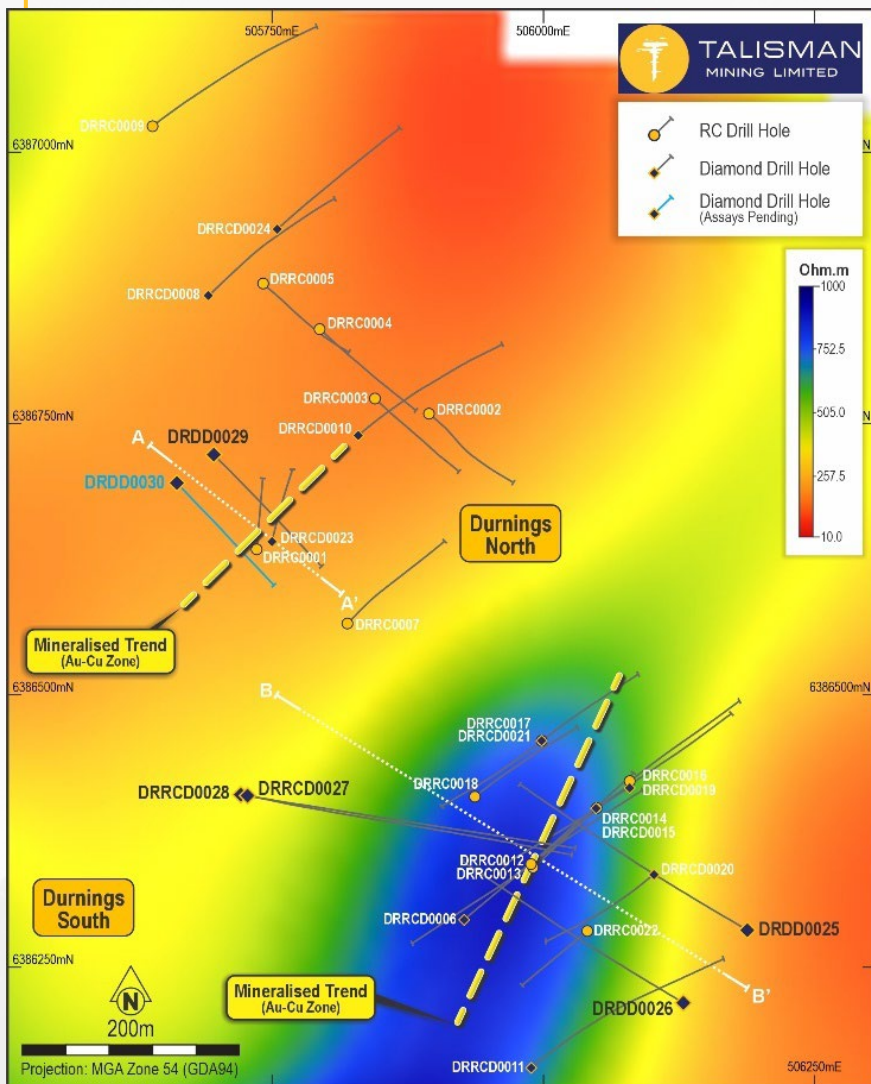 505750mE
506000mE
TALISMAN
MINING LIMITED
RC Drill Hole
Diamond Drill Hole
Diamond Drill Hole
(Assays Pending)
Ohm.m
1000
752.5
505.0
257.5
10.0
DRRC0009
6387000mN
DRRCD0024
DRRCD0008
DRRC0005
DRRC0004
DRRC0003
DRRC0002
6386750mN
DRRCD0010
A
DRDD0029
DRDD0030
Durnings
North
DRRCD0023
DRRC0001
A'
DRRC0007
Mineralised Trend
(Au-Cu Zone)
6386500mN
6386500mN
B
DRRC0017
DRRCD0021
DRRC0016
DRRCD0019
DRRCD0028
DRRCD0027
DRRC0018
DRRC0014
DRRCD0015
DRRC0012
DRRC0013
DRRCD0020
Durnings
South
DRRCD0006
DRRC0022
DRDD0025
6386250mN
Mineralised Trend
(Au-Cu Zone)
B'
DRDD0026
N
200m
DRRCD0011
Projection: MGA Zone 54 (GDA94)
506250mE